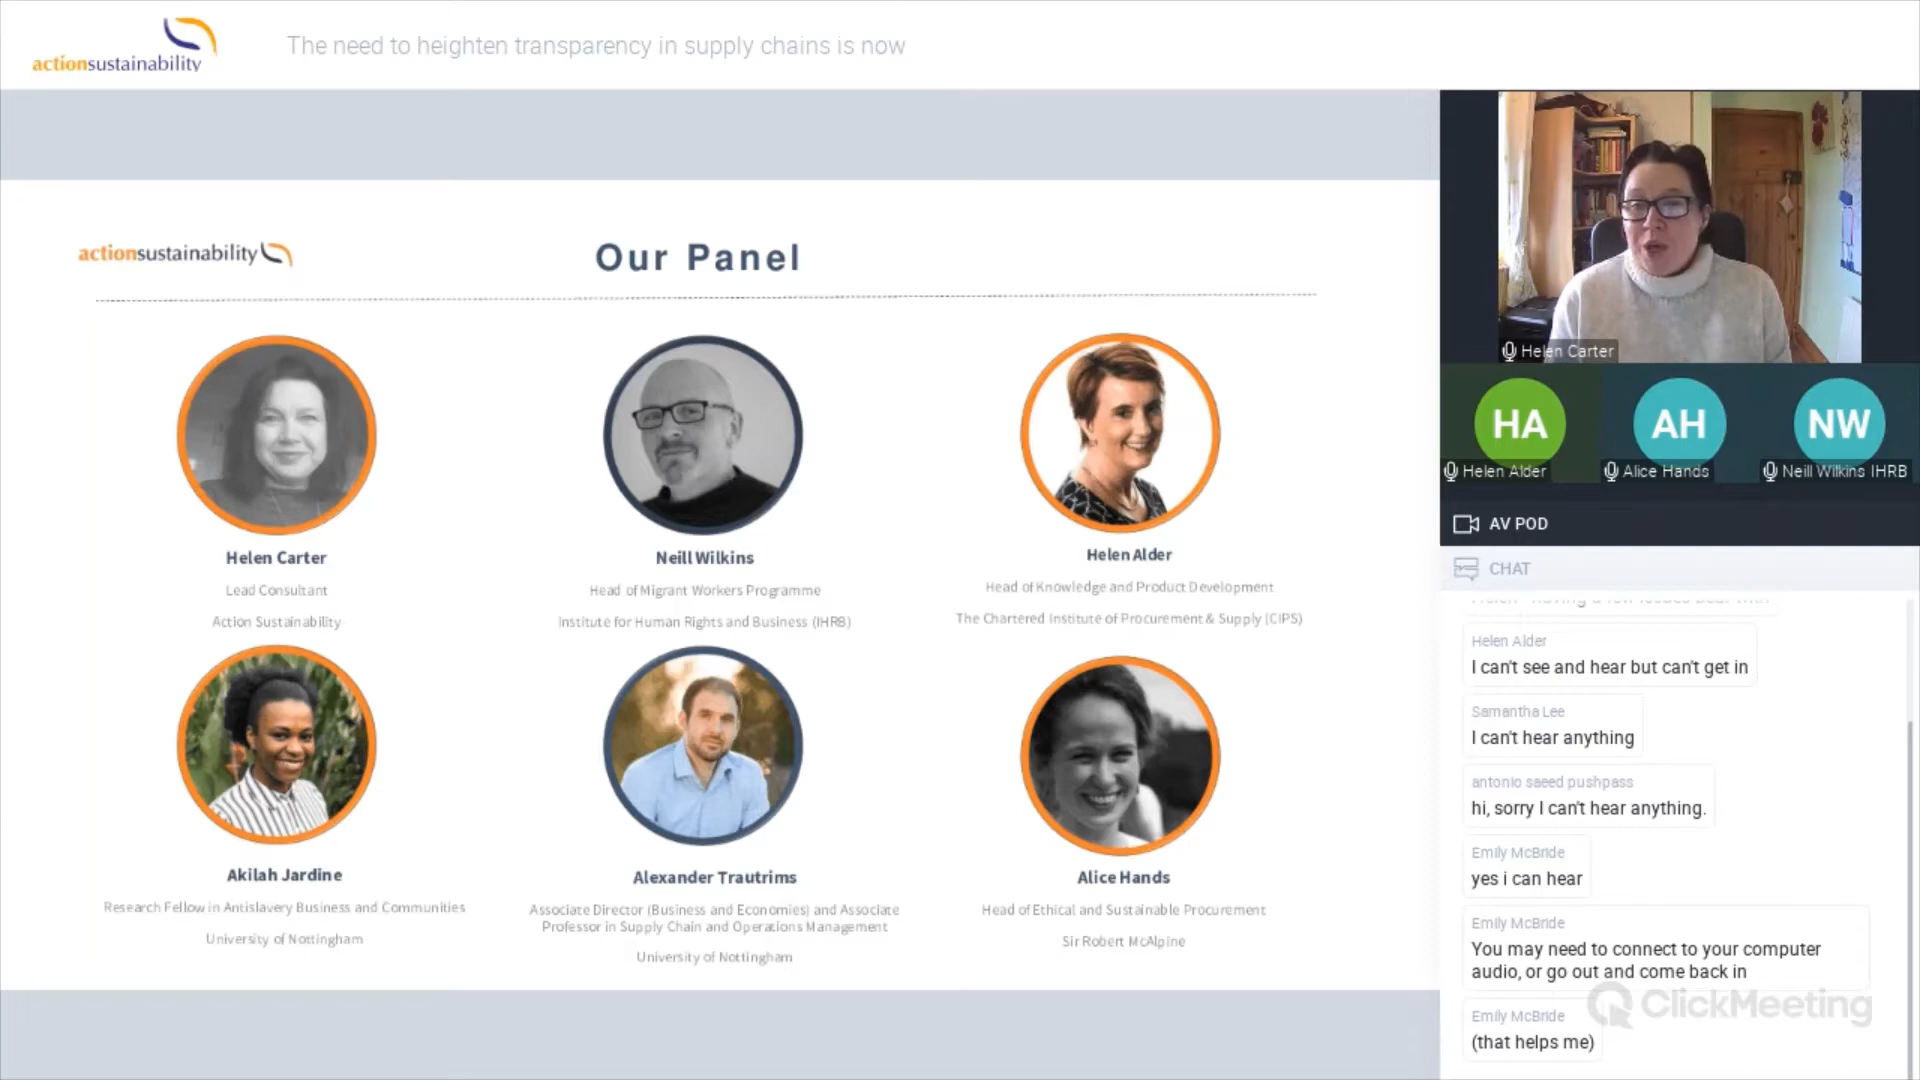 actionsustainability
The need to heighten transparency in supply chains is now
actionsustainability
Our Panel
Helen Carter
Lead Consultant
Action Sustainability
Neill Wilkins
Head of Migrant Workers Programme
Institute for Human Rights and Business (IHRB)
Helen Alder
Head of Knowledge and Product Development
The Chartered Institute of Procurement & Supply (CIPS)
Akilah Jardine
Research Fellow in Antislavery Business and Communities
University of Nottingham
Alexander Trautrims
Associate Director (Business and Economies) and Associate
Professor in Supply Chain and Operations Management
University of Nottingham
Alice Hands
Head of Ethical and Sustainable Procurement
Sir Robert McAlpine
Helen Carter
HA
AH
NW
Helen Alder
Alice Hands
Neill Wilkins IHRB
AV POD
CHAT
Helen Alder
I can't see and hear but can't get in
Samantha Lee
I can't hear anything
antonio saeed pushpass
hi, sorry I can't hear anything.
Emily McBride
yes i can hear
Emily McBride
You may need to connect to your computer
audio, or go out and come back in
ClickMeeting
Emily McBride
(that helps me)